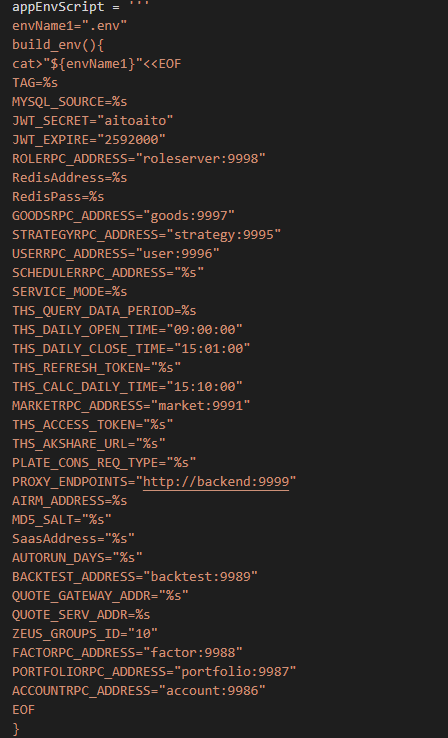 appEnvScript = '''
envName1=".env"
build_env(){
cat>"${envName1}"<<EOF
TAG=%s
MYSQL_SOURCE=%s
JWT_SECRET="aitoaito"
JWT_EXPIRE="2592000"
ROLERPC_ADDRESS="roleserver:9998"
RedisAddress=%s
RedisPass=%s
GOODSRPC_ADDRESS="goods:9997"
STRATEGYRPC_ADDRESS="strategy:9995"
USERRPC_ADDRESS="user:9996"
SCHEDULERRPC_ADDRESS="%s"
SERVICE_MODE=%s
THS_QUERY_DATA_PERIOD=%s
THS_DAILY_OPEN_TIME="09:00:00"
THS_DAILY_CLOSE_TIME="15:01:00"
THS_REFRESH_TOKEN="%s"
THS_CALC_DAILY_TIME="15:10:00"
MARKETRPC_ADDRESS="market:9991"
THS_ACCESS_TOKEN="%s"
THS_AKSHARE_URL="%s"
PLATE_CONS_REQ_TYPE="%s"
PROXY_ENDPOINTS="http://backend:9999"
AIRM_ADDRESS=%s
MD5_SALT="%s"
SaasAddress="%s"
AUTORUN_DAYS="%s"
BACKTEST_ADDRESS="backtest:9989"
QUOTE_GATEWAY_ADDR="%s"
QUOTE_SERV_ADDR=%s
ZEUS_GROUPS_ID="10"
FACTORPC_ADDRESS="factor:9988"
PORTFOLIORPC_ADDRESS="portfolio:9987"
ACCOUNTRPC_ADDRESS="account:9986"
EOF
}